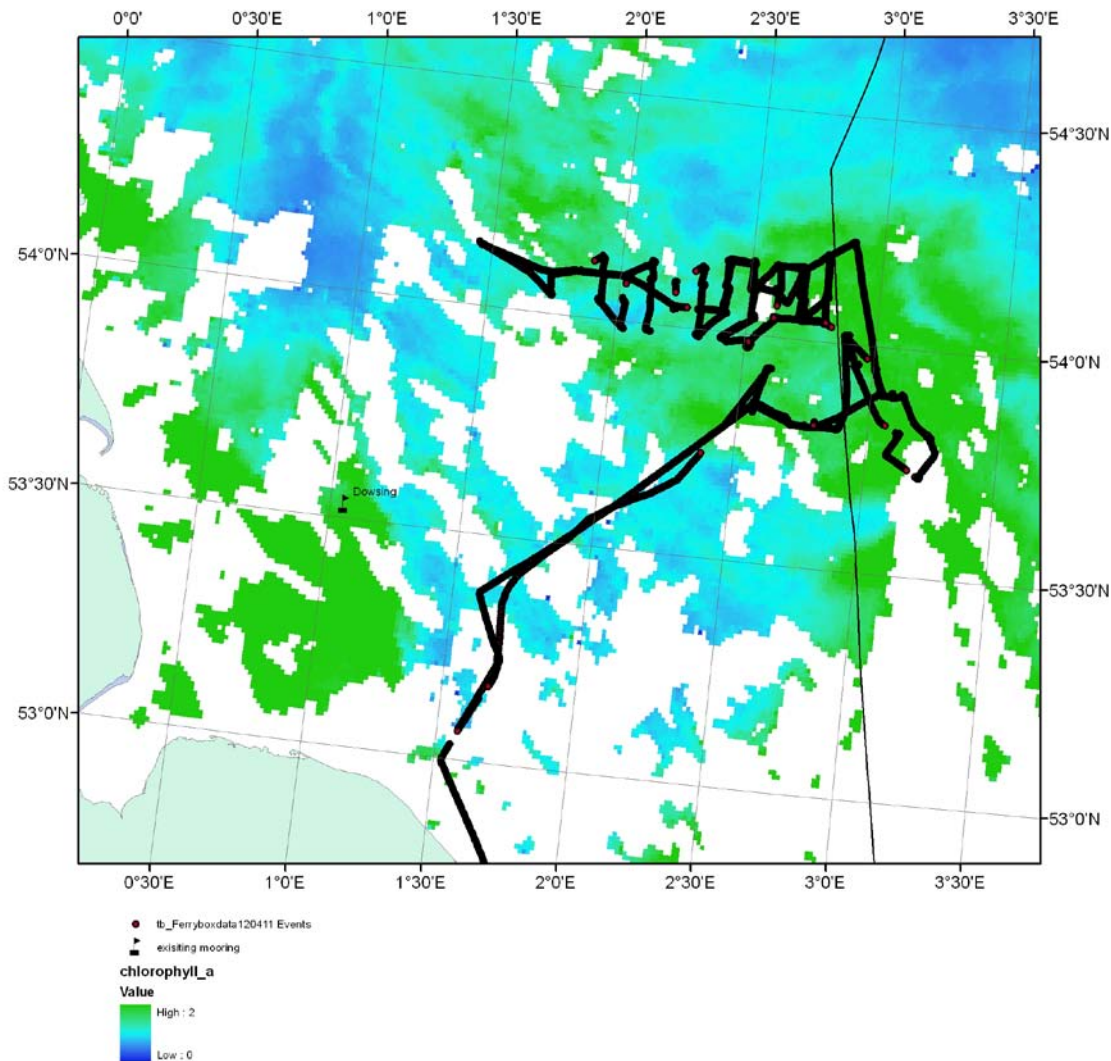 0°0' 0°30'E 1°0'E 1°30'E 2°0'E 2°30'E 3°0'E 3°30'E
54°30'N
54°0'N
54°0'N
Dowsing
53°30'N
53°30'N
53°0'N
53°0'N
0°30'E 1°0'E 1°30'E 2°0'E 2°30'E 3°0'E 3°30'E
tb_Ferryboxdata120411 Events
exisiting mooring
chlorophyll_a
Value
High : 2
Low : 0